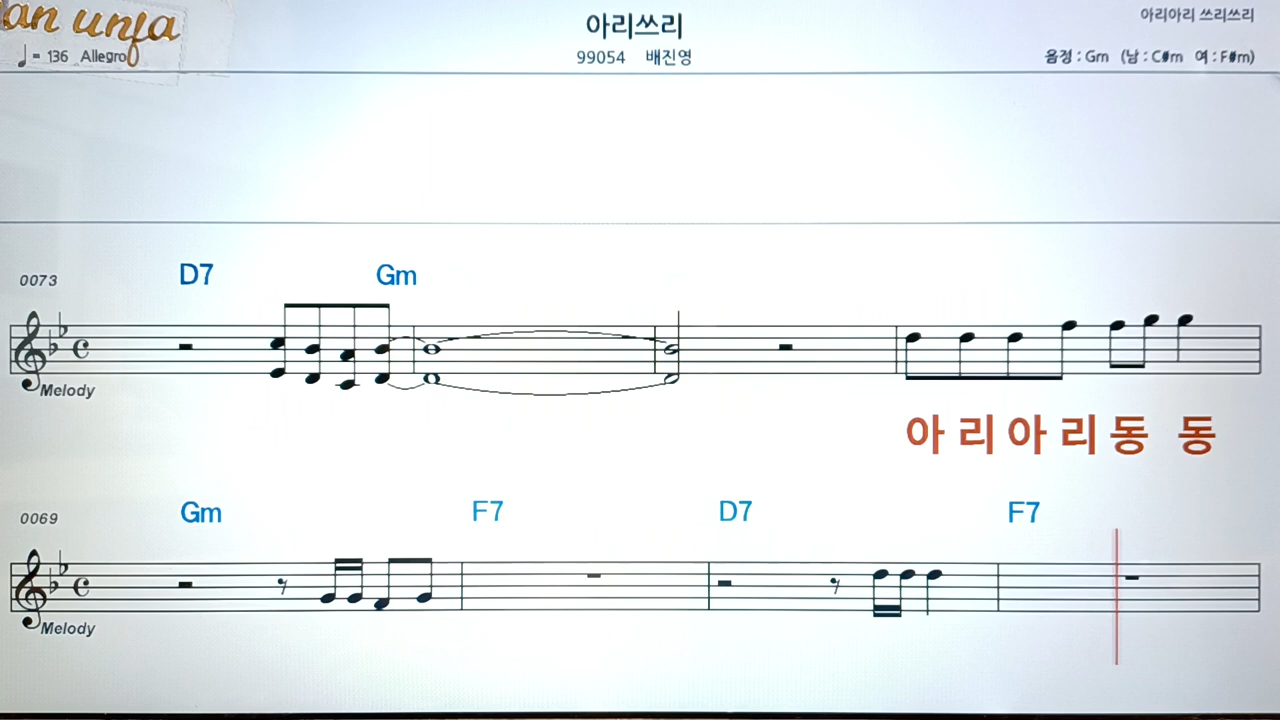 an unja
♩= 136 Allegro
아리쓰리
99054 배진영
아리아리 쓰리쓰리
음정 : Gm (남 : C#m 여 : F#m)
0073
D7 Gm
Melody
아 리 아 리 동 동
0069
Gm F7 D7 F7
Melody